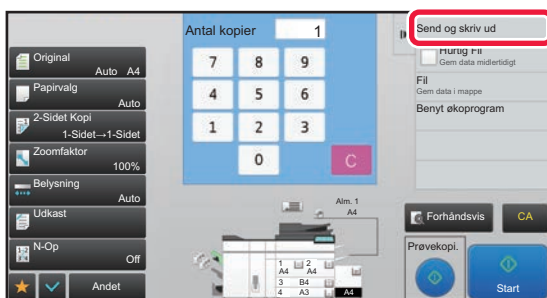 Antal kopier 1
Send og skriv ud
Hurtig Fil
Gem data midlertidigt
Original
Auto A4
Papirvalg
Auto
2-Sidet Kopi
1-Sidet→1-Sidet
Zoomfaktor
100%
Belysning
Auto
Udkast
N-Op
Off
Andet
7 8 9
4 5 6
1 2 3
0 C
Fil
Gem data i mappe
Benyt økoprogram
Alm. 1
A4
1 2
A4 A4
3 B4
4 A3 A4
Forhåndsvis CA
Prøvekopi.
Start